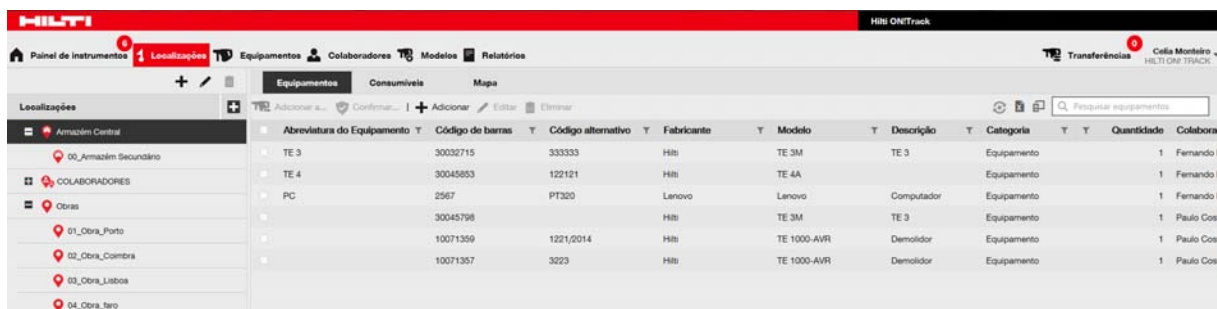 HILTI
Hilti ON!Track
6
Painel de instrumentos
Localizações
Equipamentos
Colaboradores
Modelos
Relatórios
0
Transferências
Celia Monteiro
HILTI ON! TRACK
Equipamentos Consumíveis Mapa
Localizações
Adicionar a... Confirmar... | Adicionar Editar Eliminar
Pesquisar equipamentos
Abreviatura do Equipamento Código de barras Código alternativo Fabricante Modelo Descrição Categoria Quantidade Colabora
TE 3 30032715 333333 Hilti TE 3M TE 3 Equipamento 1 Fernando
TE 4 30045853 122121 Hilti TE 4A Equipamento 1 Fernando
PC 2567 PT320 Lenovo Lenovo Computador Equipamento 1 Fernando
30045798 Hilti TE 3M TE 3 Equipamento 1 Paulo Cos
10071359 1221/2014 Hilti TE 1000-AVR Demolidor Equipamento 1 Paulo Cos
10071357 3223 Hilti TE 1000-AVR Demolidor Equipamento 1 Paulo Cos
Armazém Central
00_Armazém Secundário
COLABORADORES
Obras
01_Obra_Porto
02_Obra_Coimbra
03_Obra_Lisboa
04_Obra_faro